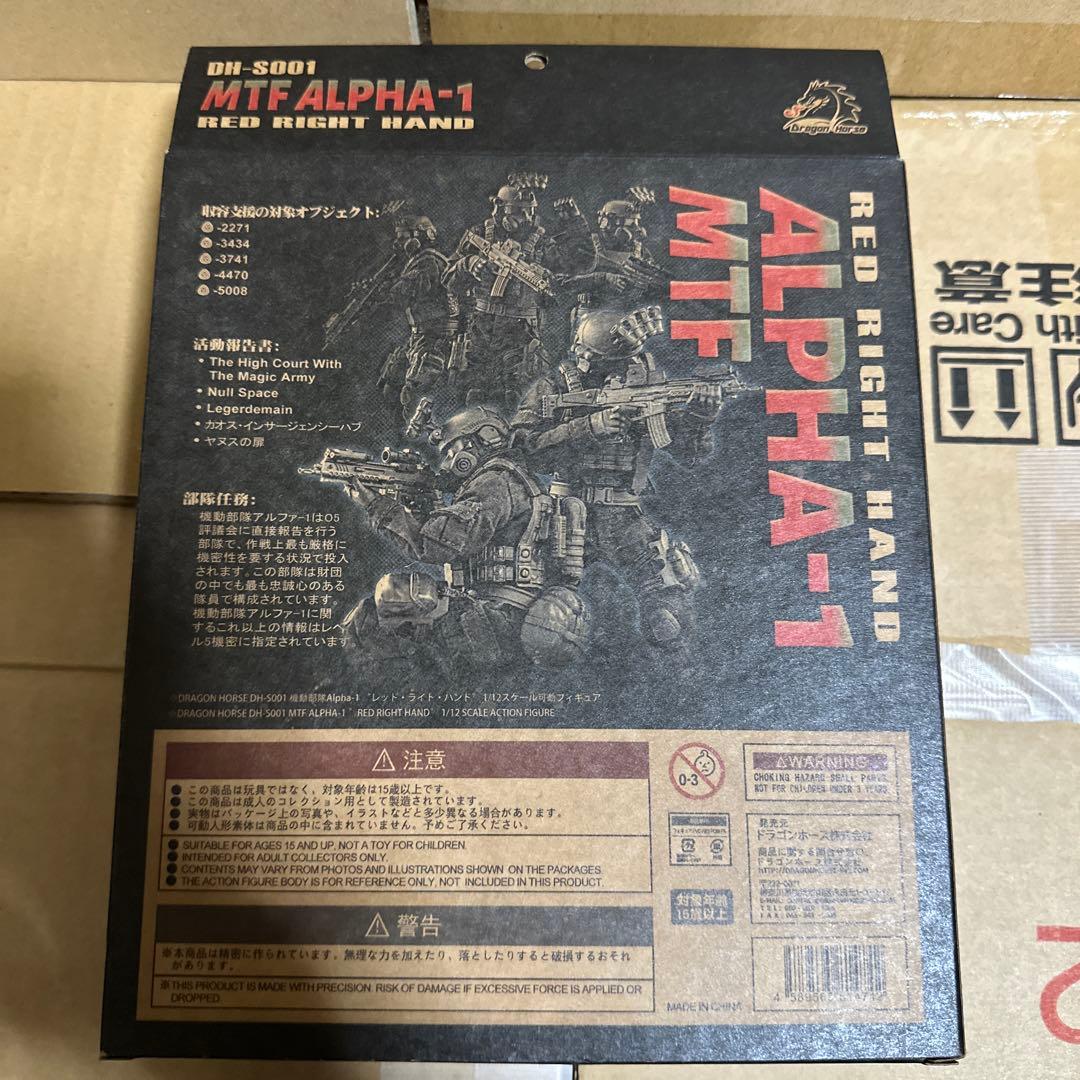 DH-S001
MTF ALPHA-1
RED RIGHT HAND
Dragon Horse
RED RIGHT HAND
ALPHA-1
MTF
収容支援の対象オブジェクト:
-2271
-3434
-3741
-4470
-5008
活動報告書:
• The High Court With
The Magic Army
• Null Space
• Legerdemain
• カオス・インサージェンシーハブ
• ヤヌスの扉
部隊任務:
機動部隊アルファ-1はO5
評議会に直接報告を行う
部隊で、作戦上最も厳格に
機密性を要する状況で投入
されます。この部隊は財団
の中でも最も忠誠心のある
隊員で構成されています。
機動部隊アルファ-1に関
するこれ以上の情報はレベ
ル5機密に指定されています。
※DRAGON HORSE DH-S001 機動部隊Alpha-1 "レッド・ライト・ハンド" 1/12スケール可動フィギュア
※DRAGON HORSE DH-S001 MTF ALPHA-1 " RED RIGHT HAND" 1/12 SCALE ACTION FIGURE
⚠ 注意
● この商品は玩具ではなく、対象年齢は15歳以上です。
● この商品は成人のコレクション用として製造されています。
● 実物はパッケージ上の写真や、イラストなどと多少異なる場合があります。
● 可動人形素体は商品の中に含まれていません。予めご了承ください。
● SUITABLE FOR AGES 15 AND UP, NOT A TOY FOR CHILDREN.
● INTENDED FOR ADULT COLLECTORS ONLY.
● CONTENTS MAY VARY FROM PHOTOS AND ILLUSTRATIONS SHOWN ON THE PACKAGES
● THE ACTION FIGURE BODY IS FOR REFERENCE ONLY, NOT INCLUDED IN THIS PRODUCT.
⚠ 警告
※本商品は精密に作られています。無理な力を加えたり、落としたりすると破損するおそれ
があります。
※THIS PRODUCT IS MADE WITH PRECISION. RISK OF DAMAGE IF EXCESSIVE FORCE IS APPLIED OR
DROPPED.
0-3
⚠WARNING
CHOKING HAZARD SMALL PARTS
NOT FOR CHILDREN UNDER 3 YEARS
発売元
ドラゴンホース株式会社
商品に関する問合せ先
ドラゴンホース株式会社
対象年齢
15歳以上
MADE IN CHINA
注意
th Care